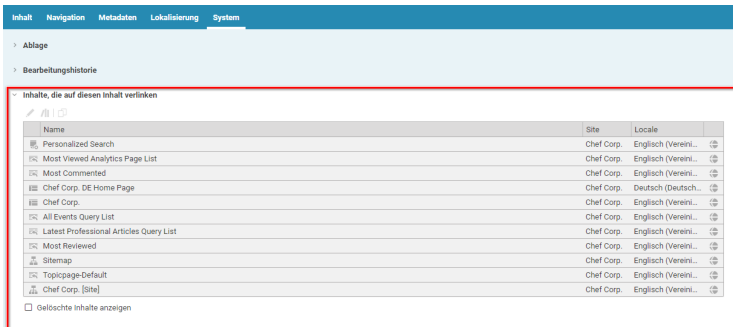 Inhalt Navigation Metadaten Lokalisierung System
Ablage
Bearbeitungshistorie
Inhalte, die auf diesen Inhalt verlinken
Name Site Locale
Personalized Search Chef Corp. Englisch (Vereini...
Most Viewed Analytics Page List Chef Corp. Englisch (Vereini...
Most Commented Chef Corp. Englisch (Vereini...
Chef Corp. DE Home Page Chef Corp. Deutsch (Deutsch...
Chef Corp. Chef Corp. Englisch (Vereini...
All Events Query List Chef Corp. Englisch (Vereini...
Latest Professional Articles Query List Chef Corp. Englisch (Vereini...
Most Reviewed Chef Corp. Englisch (Vereini...
Sitemap Chef Corp. Englisch (Vereini...
Topicpage-Default Chef Corp. Englisch (Vereini...
Chef Corp. [Site] Chef Corp. Englisch (Vereini...
Gelöschte Inhalte anzeigen